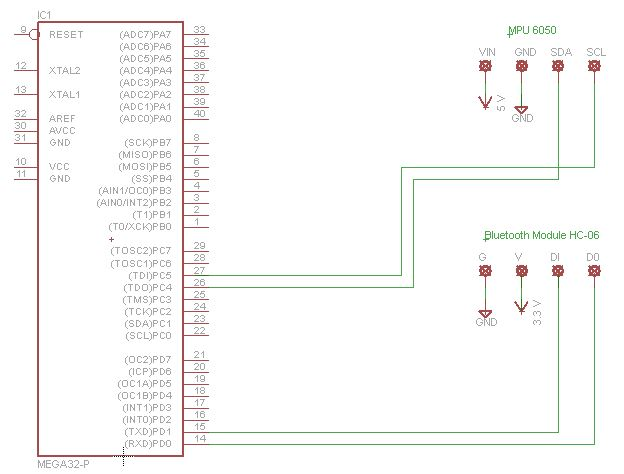 IC1
9 RESET (ADC7)PA7 33
(ADC6)PA6 34
(ADC5)PA5 35
12 XTAL2 (ADC4)PA4 36
(ADC3)PA3 37
13 XTAL1 (ADC2)PA2 38
(ADC1)PA1 39
32 AREF (ADC0)PA0 40
30 AVCC
31 GND (SCK)PB7 8
(MISO)PB6 7
10 VCC (MOSI)PB5 6
11 GND (SS)PB4 5
(AIN1/OC0)PB3 4
(AIN0/INT2)PB2 3
(T1)PB1 2
(T0/XCK)PB0 1
(TOSC2)PC7 29
(TOSC1)PC6 28
(TDI)PC5 27
(TDO)PC4 26
(TMS)PC3 25
(TCK)PC2 24
(SDA)PC1 23
(SCL)PC0 22
(OC2)PD7 21
(ICP)PD6 20
(OC1A)PD5 19
(OC1B)PD4 18
(INT1)PD3 17
(INT0)PD2 16
(TXD)PD1 15
(RXD)PD0 14
MEGA32-P
MPU 6050
VIN GND SDA SCL
5 V
GND
Bluetooth Module HC-06
G V DI D0
GND
3.3 V